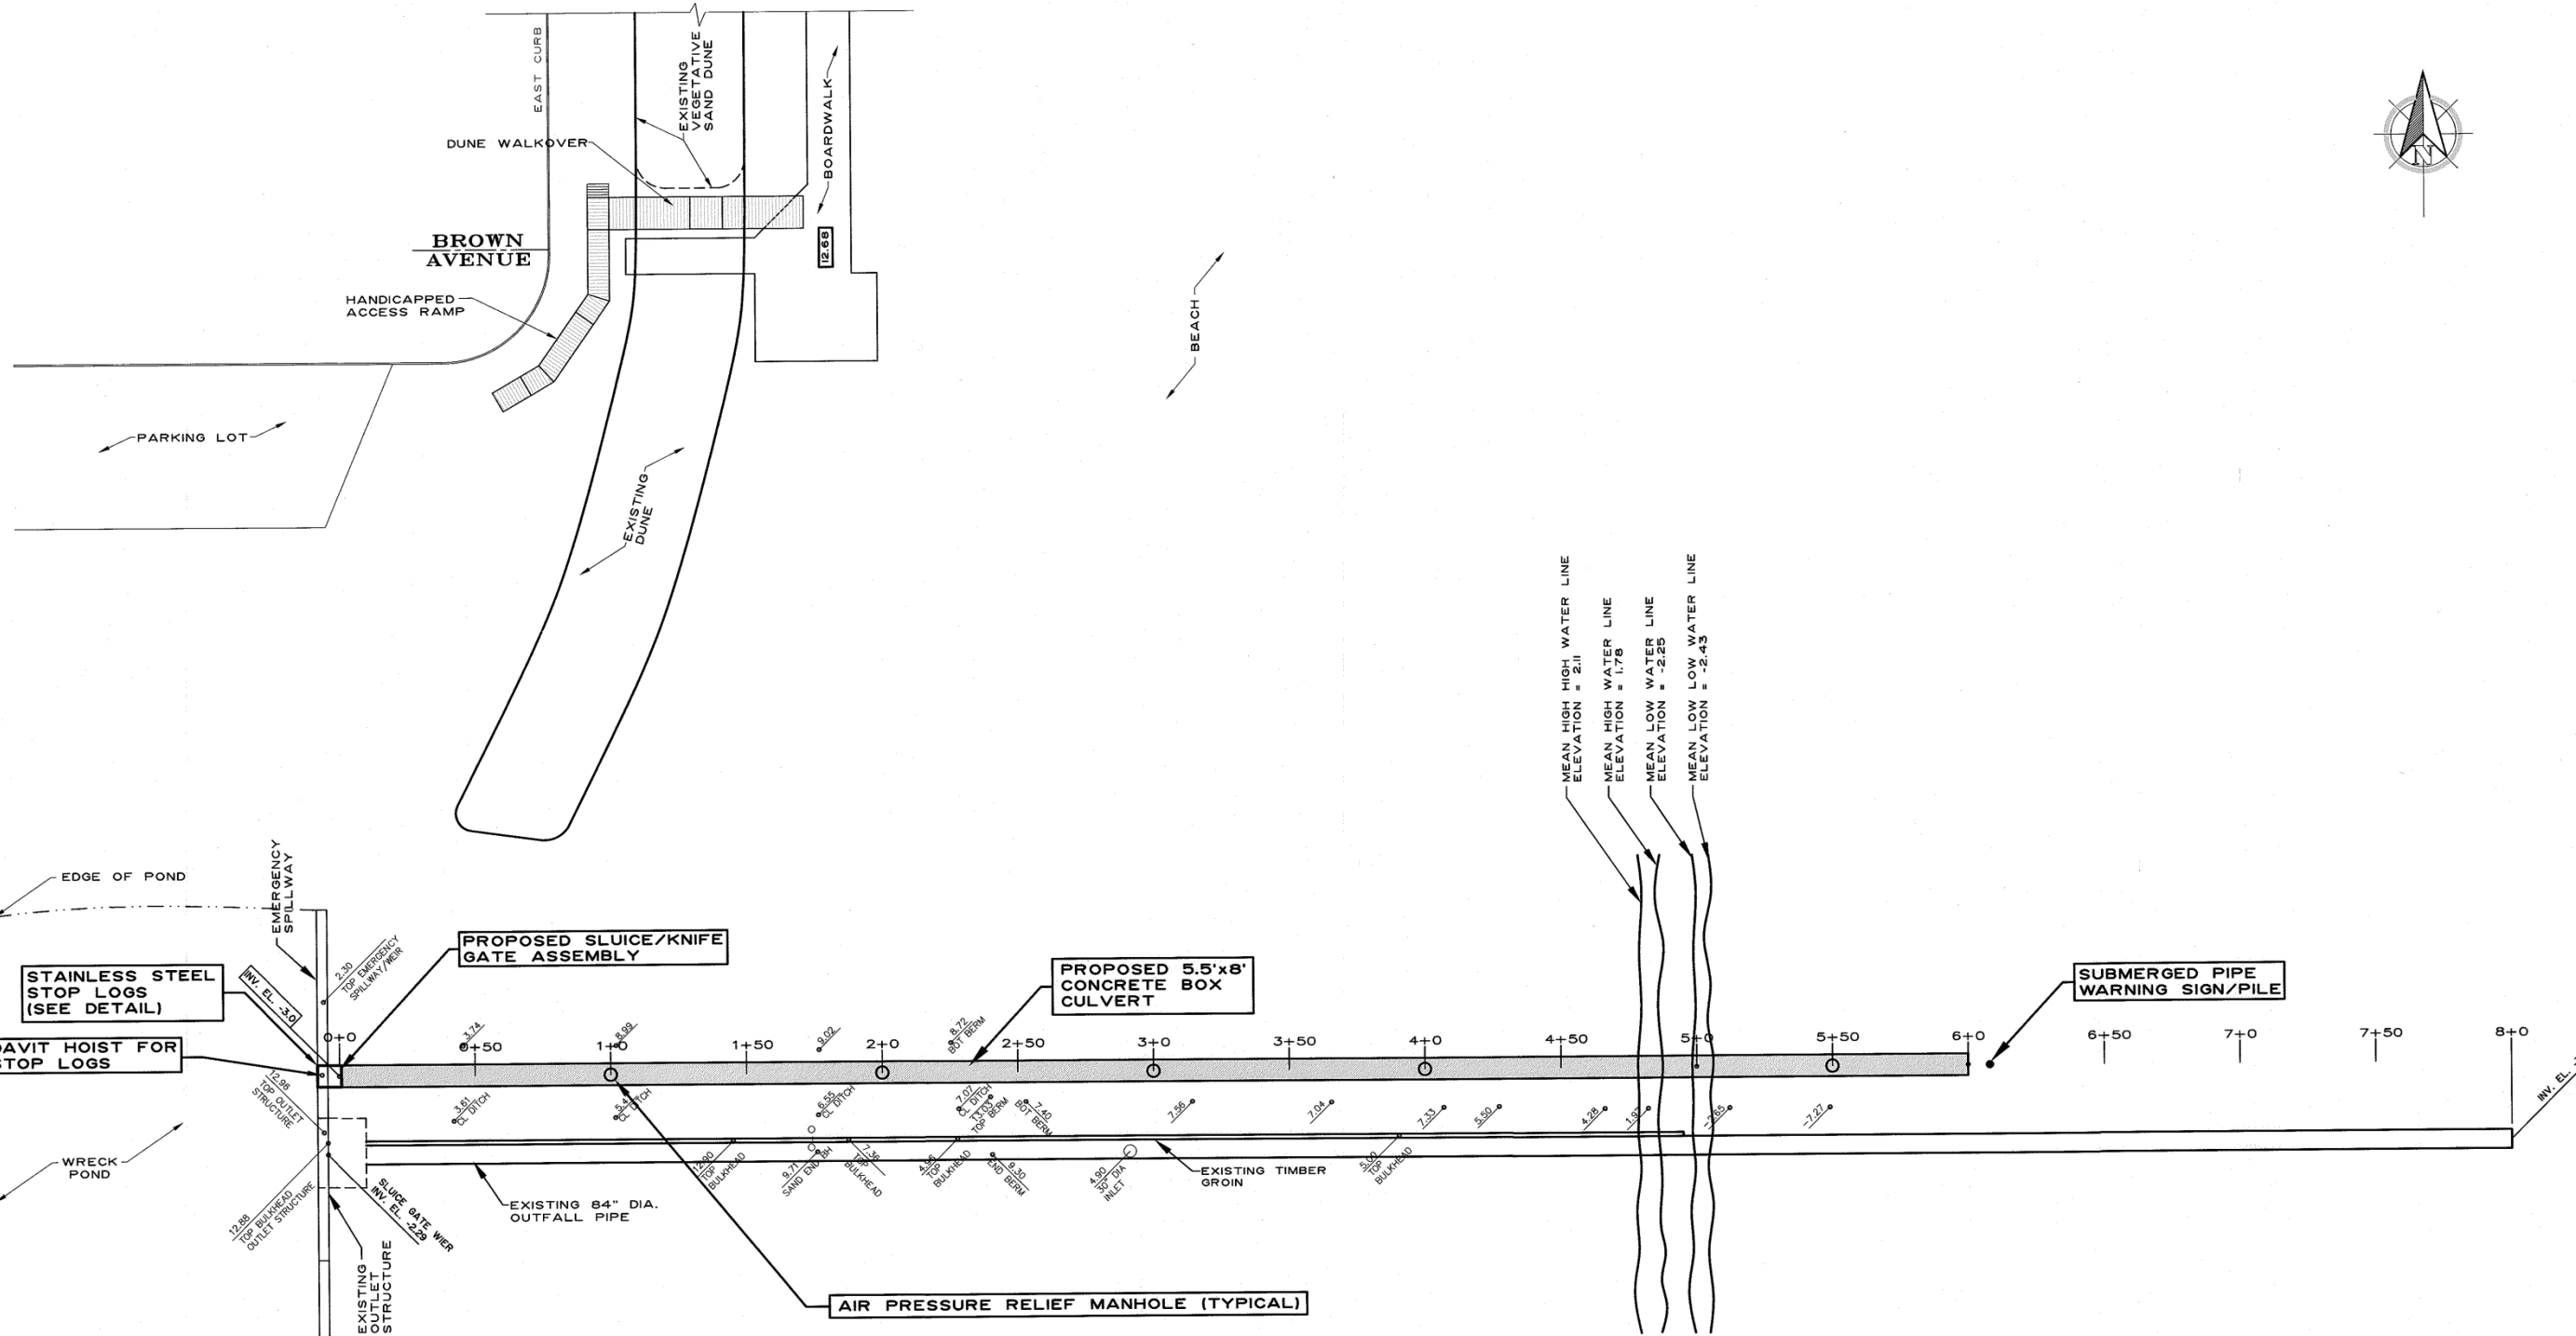 EAST CURB
EXISTING
VEGETATIVE
SAND DUNE
BOARDWALK
DUNE WALKOVER
12.68
BROWN
AVENUE
HANDICAPPED
ACCESS RAMP
N
BEACH
PARKING LOT
EXISTING
DUNE
MEAN HIGH HIGH WATER LINE
ELEVATION = 2.11
MEAN HIGH WATER LINE
ELEVATION = 1.78
MEAN LOW WATER LINE
ELEVATION = -2.25
MEAN LOW LOW WATER LINE
ELEVATION = -2.43
EDGE OF POND
EMERGENCY
SPILLWAY
2.30
TOP EMERGENCY
SPILLWAY/WEIR
PROPOSED SLUICE/KNIFE
GATE ASSEMBLY
STAINLESS STEEL
STOP LOGS
(SEE DETAIL)
INV. EL. -3.0
PROPOSED 5.5'x8'
CONCRETE BOX
CULVERT
SUBMERGED PIPE
WARNING SIGN/PILE
DAVIT HOIST FOR
STOP LOGS
0+0
3.74
0+50
8.99
1+0
1+50
9.02
2+0
8.72
BOT BERM
2+50
3+0
3+50
4+0
4+50
5+0
5+50
6+0
6+50
7+0
7+50
8+0
12.96
TOP OUTLET
STRUCTURE
3.61
CL DITCH
5.4
CL DITCH
6.55
CL DITCH
7.07
CL DITCH
13.03
TOP BERM
7.40
BOT BERM
7.56
7.04
7.33
5.50
4.28
-7.27
INV. EL.
WRECK
POND
12.88
TOP BULKHEAD
OUTLET STRUCTURE
SLUICE GATE WIER
INV. EL. -2.29
EXISTING 84" DIA.
OUTFALL PIPE
12.90
TOP
BULKHEAD
9.71
SAND END BH
7.36
TOP
BULKHEAD
4.96
TOP
BULKHEAD
9.30
END BERM
4.90
30" DIA
INLET
EXISTING TIMBER
GROIN
5.00
TOP
BULKHEAD
EXISTING
OUTLET
STRUCTURE
AIR PRESSURE RELIEF MANHOLE (TYPICAL)